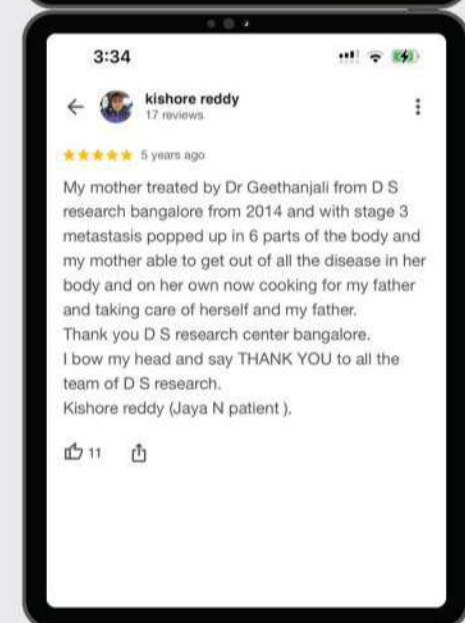 3:34
kishore reddy
17 reviews
5 years ago
My mother treated by Dr Geethanjali from D S
research bangalore from 2014 and with stage 3
metastasis popped up in 6 parts of the body and
my mother able to get out of all the disease in her
body and on her own now cooking for my father
and taking care of herself and my father.
Thank you D S research center bangalore.
I bow my head and say THANK YOU to all the
team of D S research.
Kishore reddy (Jaya N patient ).
11